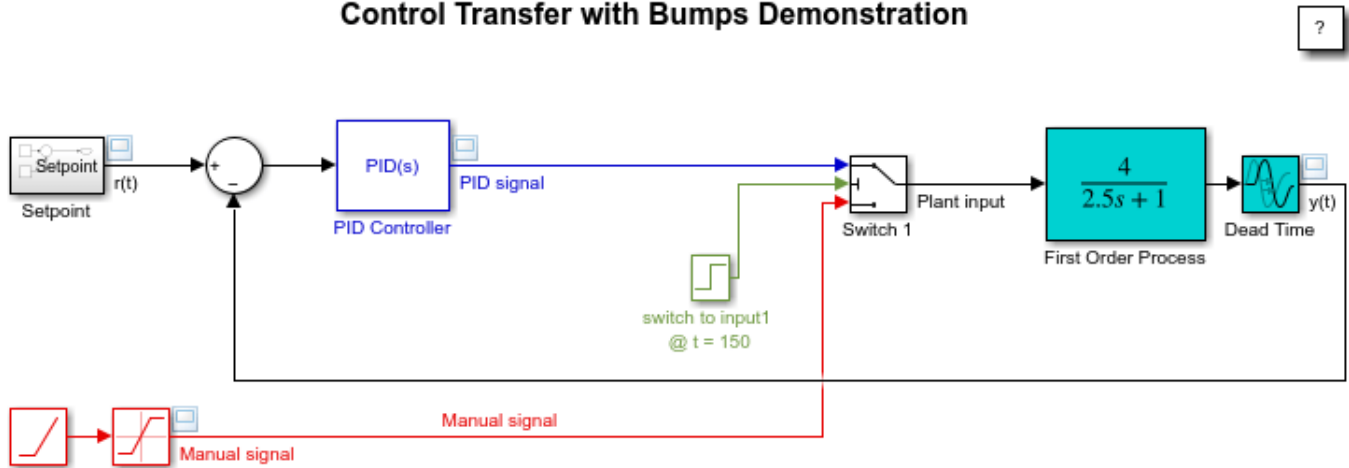 Control Transfer with Bumps Demonstration
?
Setpoint
r(t)
Setpoint
+
−
PID(s)
PID signal
PID Controller
Plant input
Switch 1
4
2.5s + 1
First Order Process
y(t)
Dead Time
switch to input1
@ t = 150
Manual signal
Manual signal